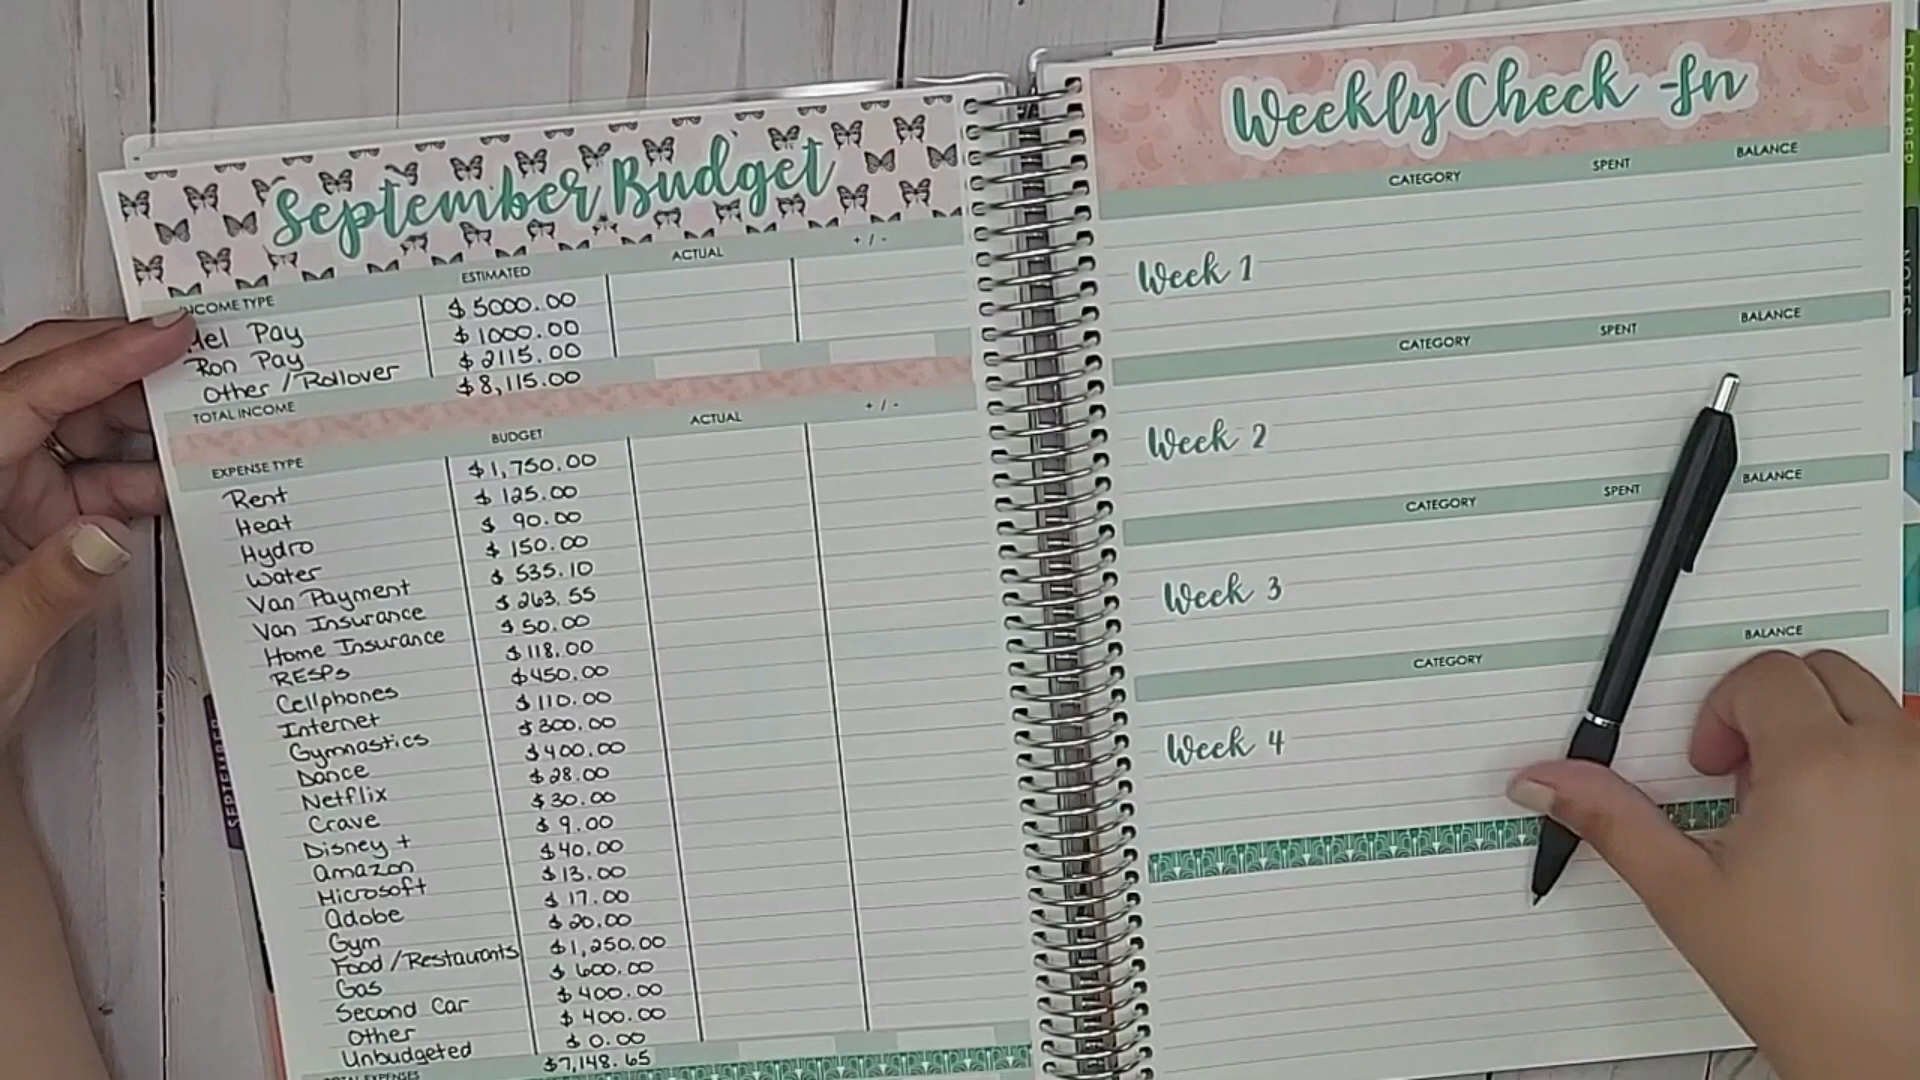 September Budget
INCOME TYPE ESTIMATED ACTUAL + / -
Mel Pay $5000.00
Ron Pay $1000.00
Other/Rollover $2115.00
TOTAL INCOME $8,115.00
EXPENSE TYPE BUDGET ACTUAL + / -
Rent $1,750.00
Heat $125.00
Hydro $90.00
Water $150.00
Van Payment $535.10
Van Insurance $263.55
Home Insurance $50.00
RESPs $118.00
Cellphones $450.00
Internet $110.00
Gymnastics $300.00
Dance $400.00
Netflix $28.00
Crave $30.00
Disney + $9.00
Amazon $40.00
Microsoft $13.00
Adobe $17.00
Gym $20.00
Food/Restaurants $1,250.00
Gas $600.00
Second Car $400.00
Other $400.00
Unbudgeted $0.00
TOTAL EXPENSES $7,148.65
SEPTEMBER
Weekly Check-In
CATEGORY SPENT BALANCE
Week 1
CATEGORY SPENT BALANCE
Week 2
CATEGORY SPENT BALANCE
Week 3
CATEGORY BALANCE
Week 4
DECEMBER
NOTES